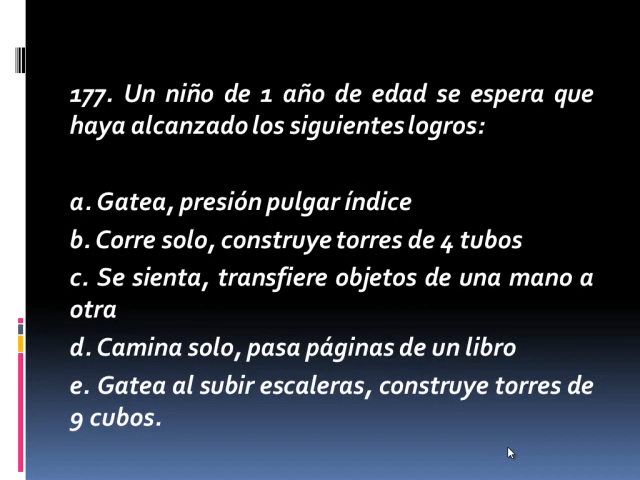 177. Un niño de 1 año de edad se espera que
haya alcanzado los siguientes logros:
a. Gatea, presión pulgar índice
b. Corre solo, construye torres de 4 tubos
c. Se sienta, transfiere objetos de una mano a
otra
d. Camina solo, pasa páginas de un libro
e. Gatea al subir escaleras, construye torres de
9 cubos.